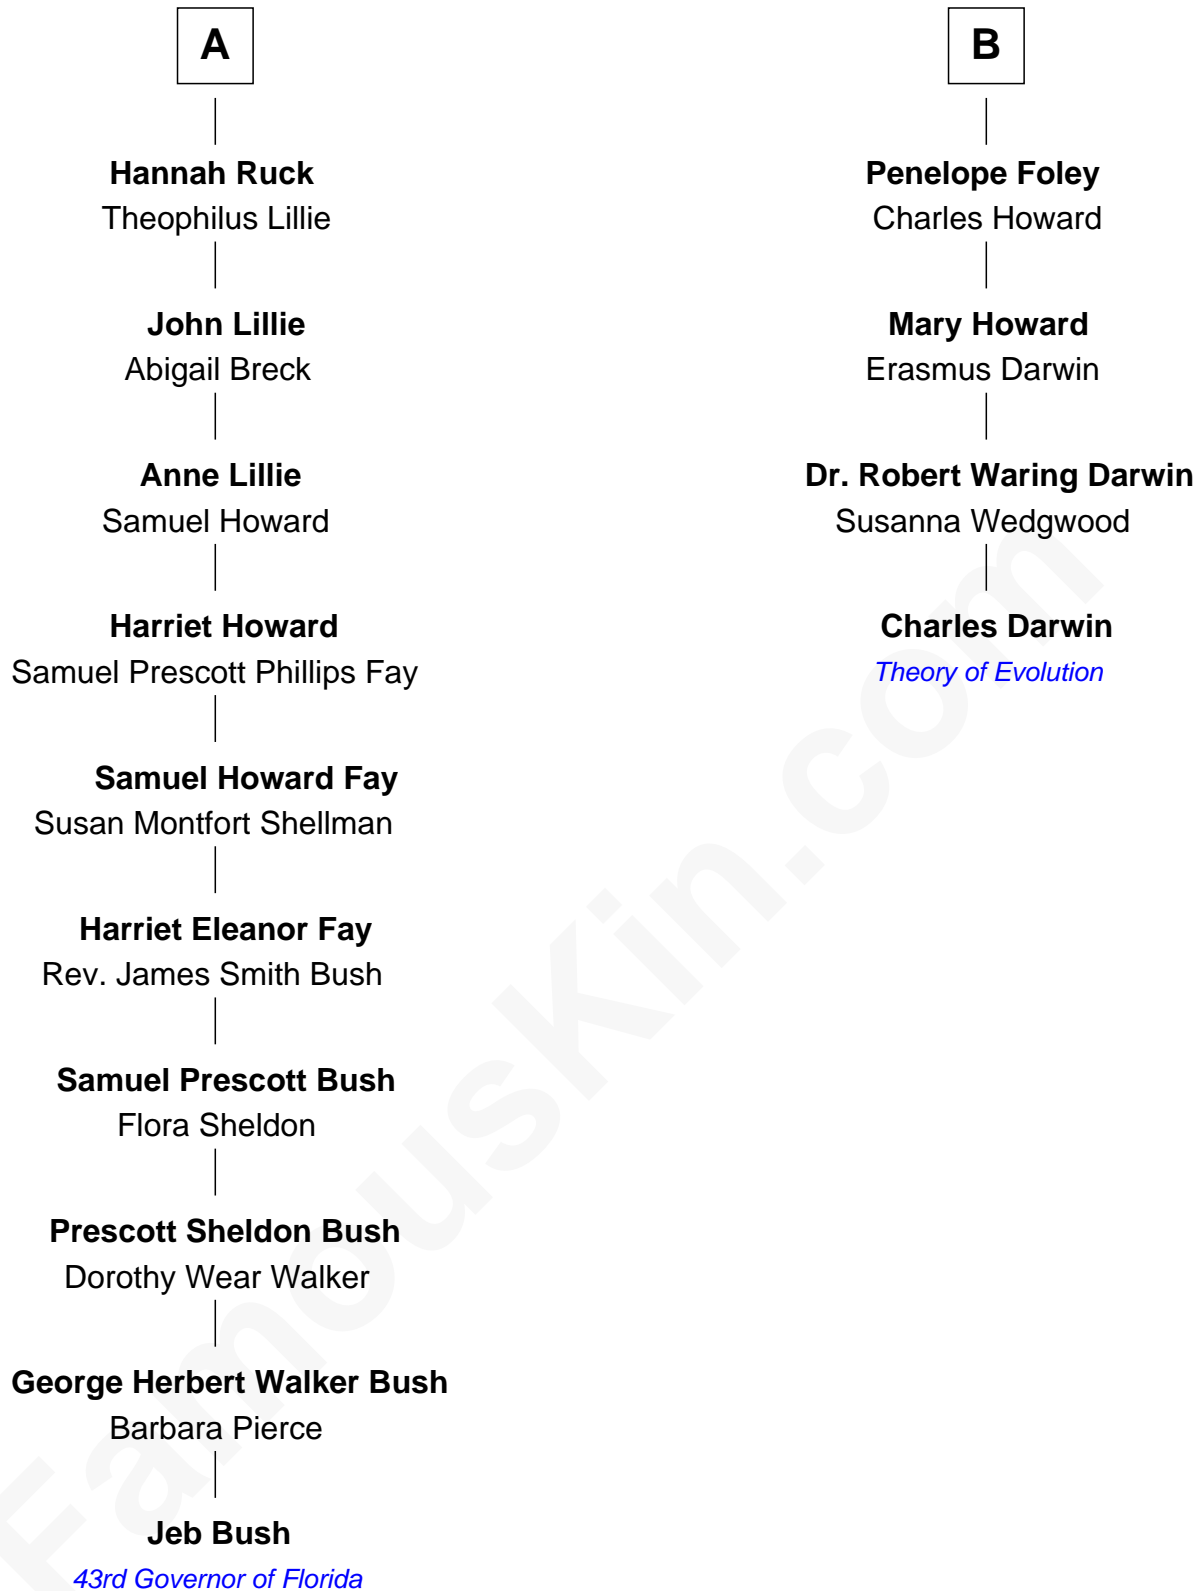 A
Hannah Ruck
Theophilus Lillie
John Lillie
Abigail Breck
Anne Lillie
Samuel Howard
Harriet Howard
Samuel Prescott Phillips Fay
Samuel Howard Fay
Susan Montfort Shellman
Harriet Eleanor Fay
Rev. James Smith Bush
Samuel Prescott Bush
Flora Sheldon
Prescott Sheldon Bush
Dorothy Wear Walker
George Herbert Walker Bush
Barbara Pierce
Jeb Bush
43rd Governor of Florida
B
Penelope Foley
Charles Howard
Mary Howard
Erasmus Darwin
Dr. Robert Waring Darwin
Susanna Wedgwood
Charles Darwin
Theory of Evolution
FamousKin.com